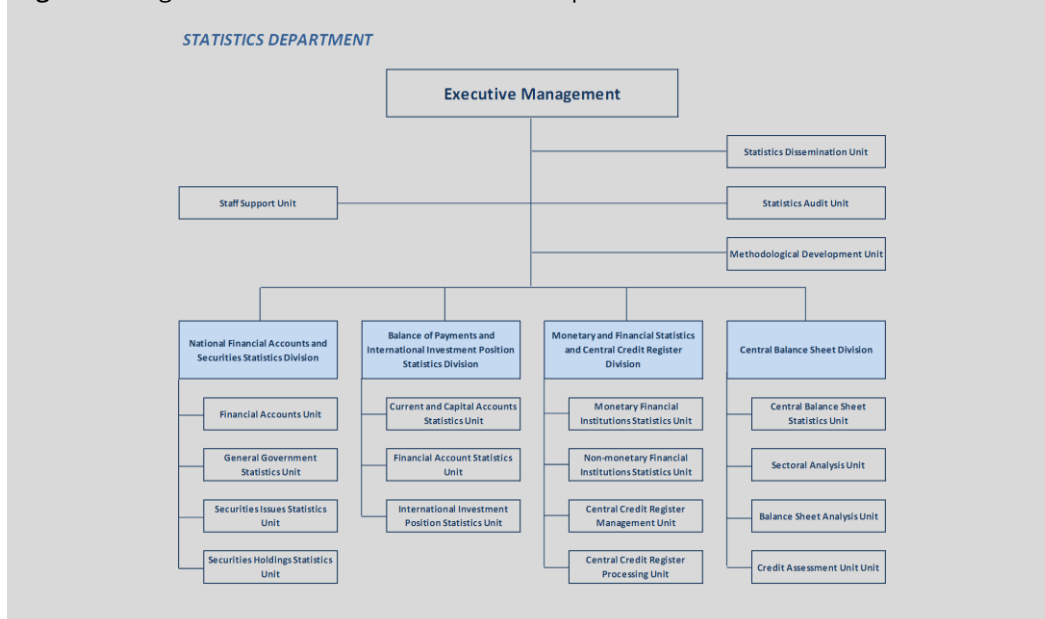 STATISTICS DEPARTMENT
Executive Management
Statistics Dissemination Unit
Staff Support Unit
Statistics Audit Unit
Methodological Development Unit
National Financial Accounts and
Securities Statistics Division
Balance of Payments and
International Investment Position
Statistics Division
Monetary and Financial Statistics
and Central Credit Register
Division
Central Balance Sheet Division
Financial Accounts Unit
General Government
Statistics Unit
Securities Issues Statistics
Unit
Securities Holdings Statistics
Unit
Current and Capital Accounts
Statistics Unit
Financial Account Statistics
Unit
International Investment
Position Statistics Unit
Monetary Financial
Institutions Statistics Unit
Non-monetary Financial
Institutions Statistics Unit
Central Credit Register
Management Unit
Central Credit Register
Processing Unit
Central Balance Sheet
Statistics Unit
Sectoral Analysis Unit
Balance Sheet Analysis Unit
Credit Assessment Unit Unit